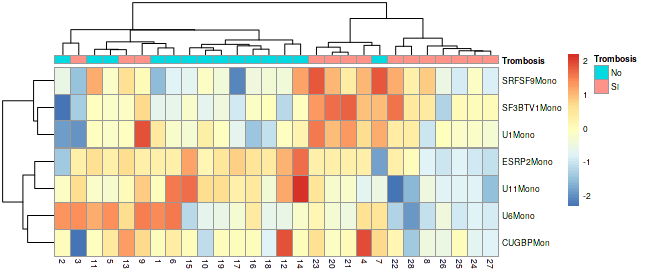 Trombosis
SRFSF9Mono
SF3BTV1Mono
U1Mono
ESRP2Mono
U11Mono
U6Mono
CUGBPMon
2 3 11 5 13 9 1 6 15 10 19 17 16 18 12 14 23 20 21 4 7 22 28 8 26 25 24 27
2
1
0
-1
-2
Trombosis
No
SI